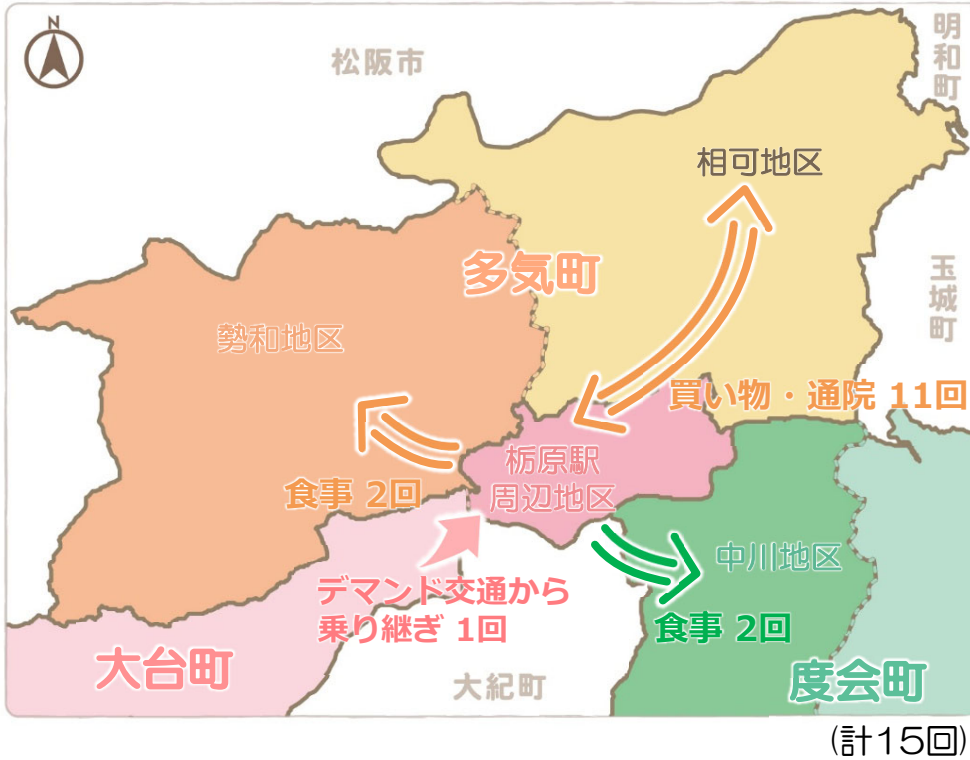 N
松阪市
明和町
相可地区
多気町
玉城町
勢和地区
買い物・通院 11回
栃原駅
周辺地区
食事 2回
中川地区
デマンド交通から
乗り継ぎ 1回
食事 2回
大台町
大紀町
度会町
(計15回)